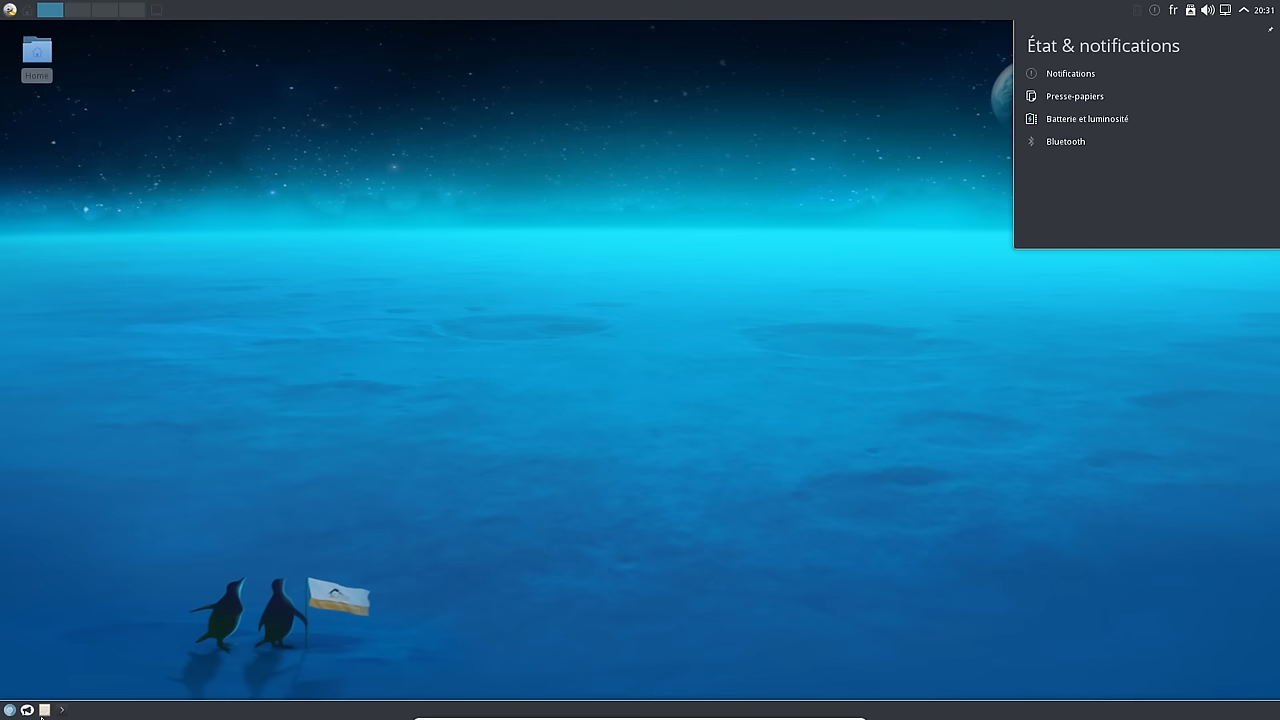 fr
20:31
Home
État & notifications
Notifications
Presse-papiers
Batterie et luminosité
Bluetooth